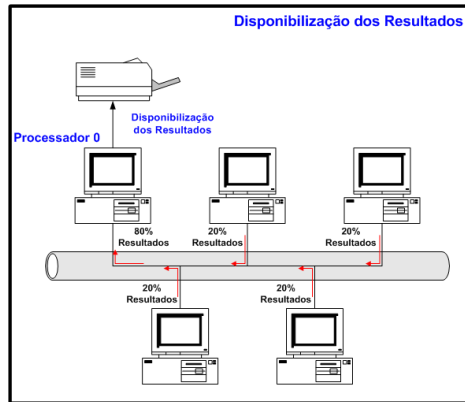 Disponibilização dos Resultados
Disponibilização
dos Resultados
Processador 0
80%
Resultados
20%
Resultados
20%
Resultados
20%
Resultados
20%
Resultados